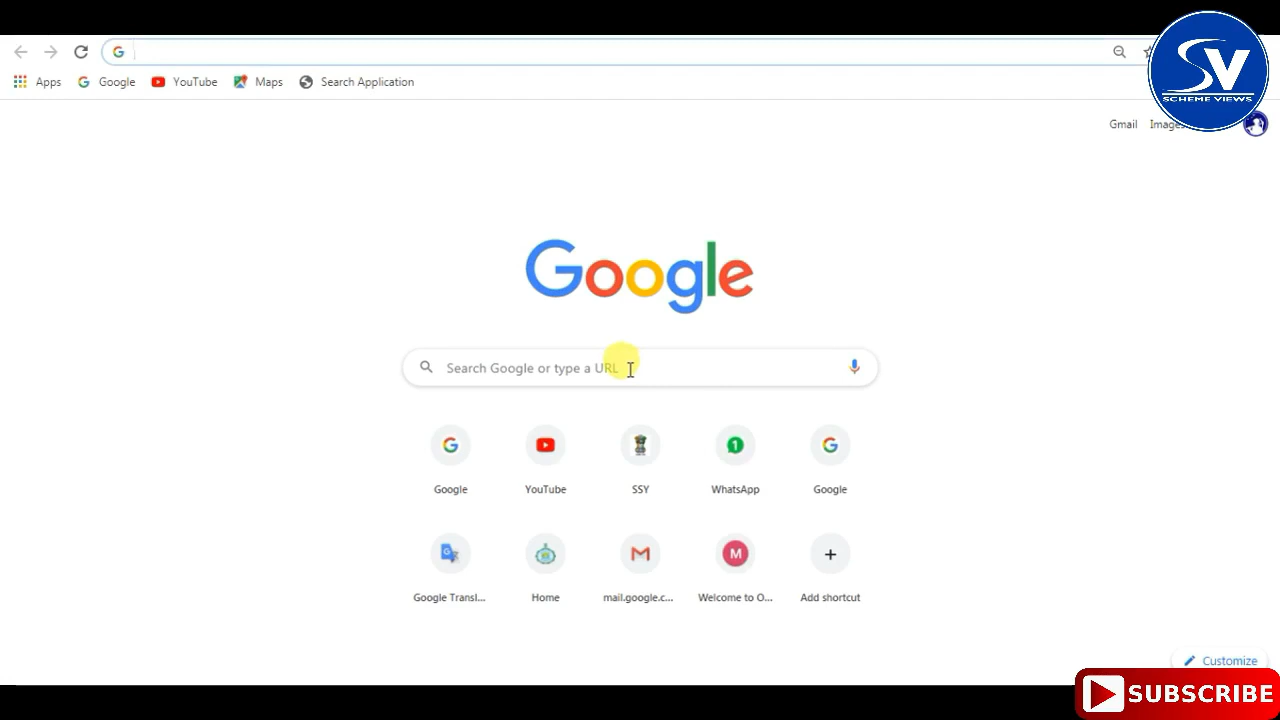 Apps Google YouTube Maps Search Application
SV
SCHEME VIEWS
Gmail Images
Google
Search Google or type a URL
1
Google YouTube SSY WhatsApp Google
M
Google Transl... Home mail.google.c... Welcome to O... Add shortcut
Customize
SUBSCRIBE